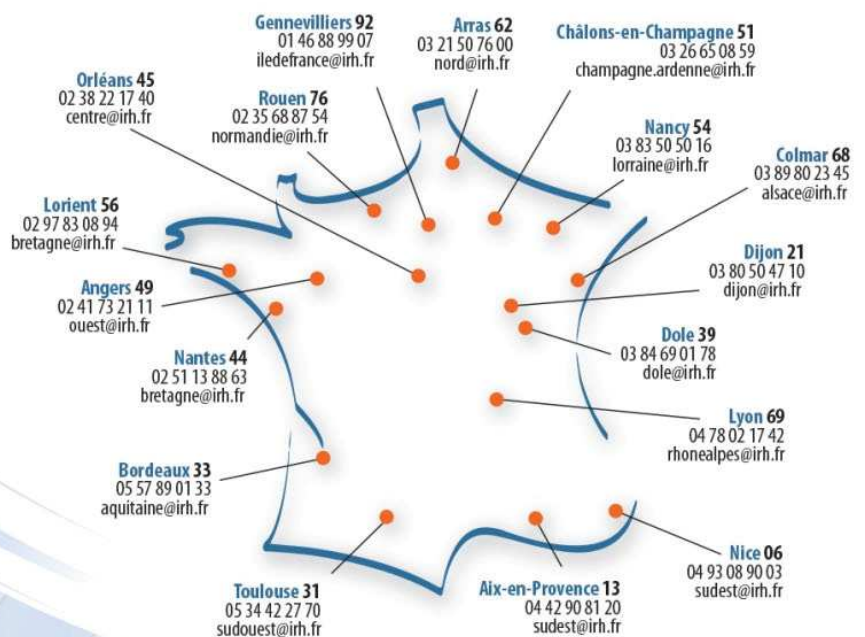 Gennevilliers 92
01 46 88 99 07
iledefrance@irh.fr
Arras 62
03 21 50 76 00
nord@irh.fr
Châlons-en-Champagne 51
03 26 65 08 59
champagne.ardenne@irh.fr
Orléans 45
02 38 22 17 40
centre@irh.fr
Rouen 76
02 35 68 87 54
normandie@irh.fr
Nancy 54
03 83 50 50 16
lorraine@irh.fr
Colmar 68
03 89 80 23 45
alsace@irh.fr
Lorient 56
02 97 83 08 94
bretagne@irh.fr
Dijon 21
03 80 50 47 10
dijon@irh.fr
Angers 49
02 41 73 21 11
ouest@irh.fr
Dole 39
03 84 69 01 78
dole@irh.fr
Nantes 44
02 51 13 88 63
bretagne@irh.fr
Lyon 69
04 78 02 17 42
rhonealpes@irh.fr
Bordeaux 33
05 57 89 01 33
aquitaine@irh.fr
Nice 06
04 93 08 90 03
sudest@irh.fr
Toulouse 31
05 34 42 27 70
sudouest@irh.fr
Aix-en-Provence 13
04 42 90 81 20
sudest@irh.fr